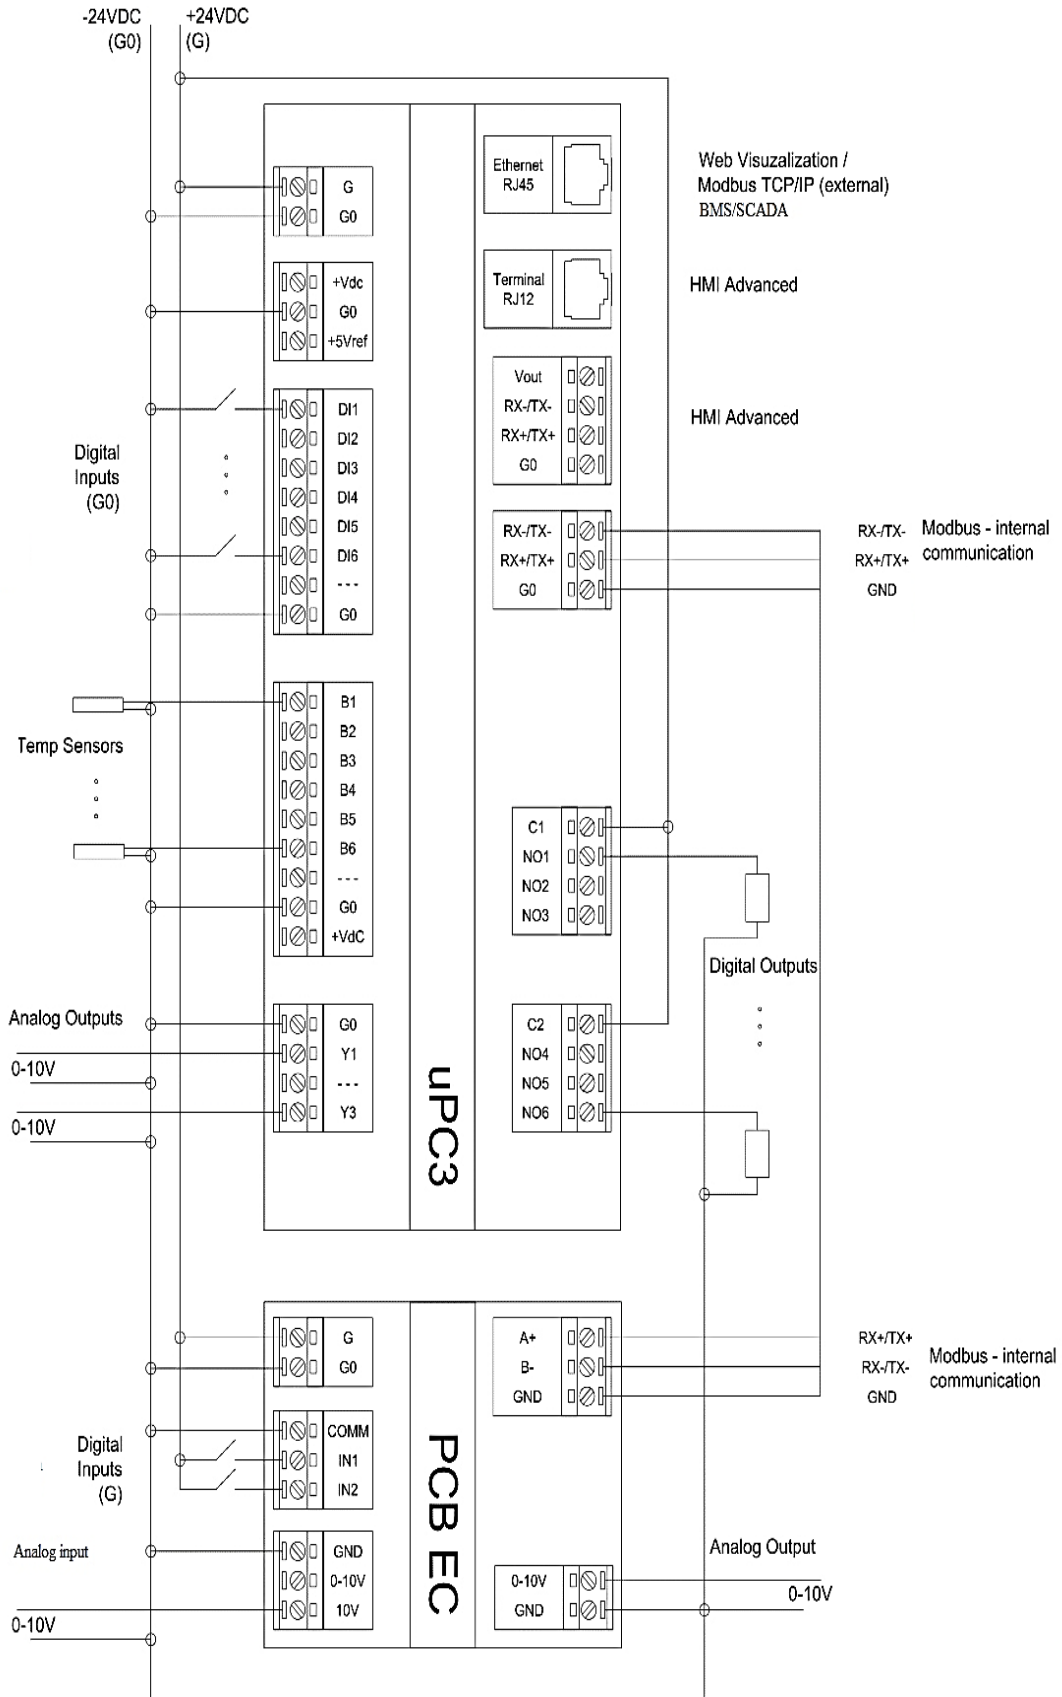 -24VDC
(G0)
+24VDC
(G)
G
G0
+Vdc
G0
+5Vref
Digital
Inputs
(G0)
DI1
DI2
DI3
DI4
DI5
DI6
---
G0
Temp Sensors
B1
B2
B3
B4
B5
B6
---
G0
+VdC
Analog Outputs
0-10V
0-10V
G0
Y1
---
Y3
uPC3
Ethernet
RJ45
Web Visuzalization /
Modbus TCP/IP (external)
BMS/SCADA
Terminal
RJ12
HMI Advanced
Vout
RX-/TX-
RX+/TX+
G0
HMI Advanced
RX-/TX-
RX+/TX+
G0
RX-/TX-
RX+/TX+
GND
Modbus - internal
communication
C1
NO1
NO2
NO3
Digital Outputs
C2
NO4
NO5
NO6
G
G0
Digital
Inputs
(G)
COMM
IN1
IN2
Analog input
0-10V
GND
0-10V
10V
PCB EC
A+
B-
GND
RX+/TX+
RX-/TX-
GND
Modbus - internal
communication
0-10V
GND
Analog Output
0-10V